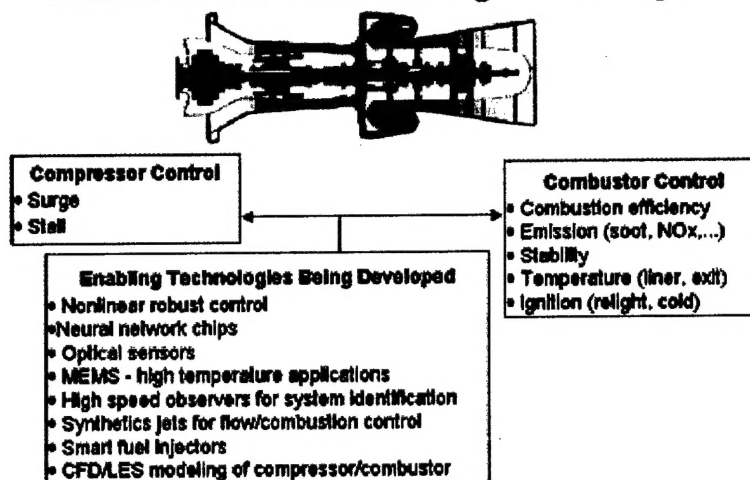 Compressor Control
• Surge
• Stall
Combustor Control
• Combustion efficiency
• Emission (soot, NOx,...)
• Stability
• Temperature (liner, exit)
• Ignition (relight, cold)
Enabling Technologies Being Developed
• Nonlinear robust control
•Neural network chips
• Optical sensors
• MEMS - high temperature applications
• High speed observers for system identification
• Synthetics jets for flow/combustion control
• Smart fuel injectors
• CFD/LES modeling of compressor/combustor